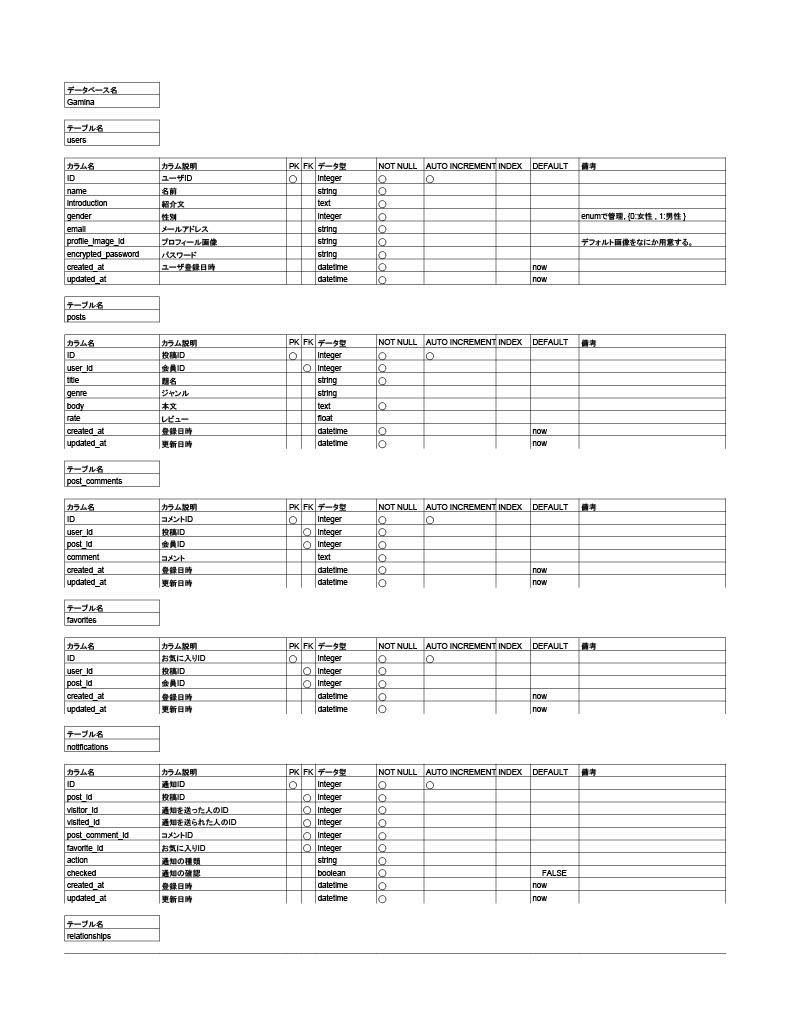 データベース名
Gamina
テーブル名
users
カラム名 カラム説明 PK FK データ型 NOT NULL AUTO INCREMENT INDEX DEFAULT 備考
ID ユーザID ○ integer ○ ○
name 名前 string ○
introduction 紹介文 text ○
gender 性別 integer ○ enumで管理, {0:女性 , 1:男性 }
email メールアドレス string ○
profile_image_id プロフィール画像 string ○ デフォルト画像をなにか用意する。
encrypted_password パスワード string ○
created_at ユーザ登録日時 datetime ○ now
updated_at datetime ○ now
テーブル名
posts
カラム名 カラム説明 PK FK データ型 NOT NULL AUTO INCREMENT INDEX DEFAULT 備考
ID 投稿ID ○ integer ○ ○
user_id 会員ID ○ integer ○
title 題名 string ○
genre ジャンル string
body 本文 text ○
rate レビュー float
created_at 登録日時 datetime ○ now
updated_at 更新日時 datetime ○ now
テーブル名
post_comments
カラム名 カラム説明 PK FK データ型 NOT NULL AUTO INCREMENT INDEX DEFAULT 備考
ID コメントID ○ integer ○ ○
user_id 投稿ID ○ integer ○
post_id 会員ID ○ integer ○
comment コメント text ○
created_at 登録日時 datetime ○ now
updated_at 更新日時 datetime ○ now
テーブル名
favorites
カラム名 カラム説明 PK FK データ型 NOT NULL AUTO INCREMENT INDEX DEFAULT 備考
ID お気に入りID ○ integer ○ ○
user_id 投稿ID ○ integer ○
post_id 会員ID ○ integer ○
created_at 登録日時 datetime ○ now
updated_at 更新日時 datetime ○ now
テーブル名
notifications
カラム名 カラム説明 PK FK データ型 NOT NULL AUTO INCREMENT INDEX DEFAULT 備考
ID 通知ID ○ integer ○ ○
post_id 投稿ID ○ integer ○
visitor_id 通知を送った人のID ○ integer ○
visited_id 通知を送られた人のID ○ integer ○
post_comment_id コメントID ○ integer ○
favorite_id お気に入りID ○ integer ○
action 通知の種類 string ○
checked 通知の確認 boolean ○ FALSE
created_at 登録日時 datetime ○ now
updated_at 更新日時 datetime ○ now
テーブル名
relationships